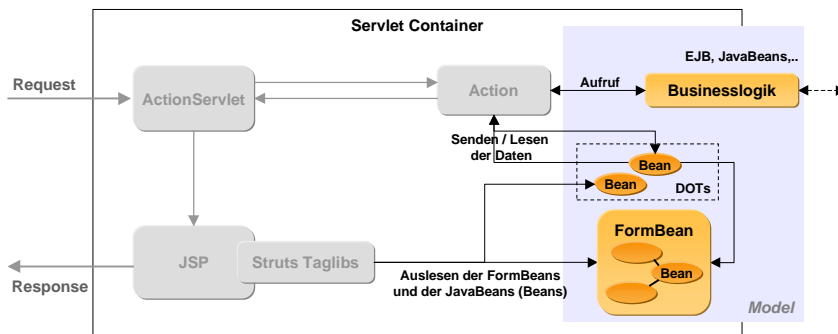 Servlet Container
EJB, JavaBeans,..
Request
ActionServlet
Action
Aufruf
Businesslogik
Senden / Lesen
der Daten
Bean
Bean
DOTs
FormBean
JSP
Struts Taglibs
Bean
Response
Auslesen der FormBeans
und der JavaBeans (Beans)
Model